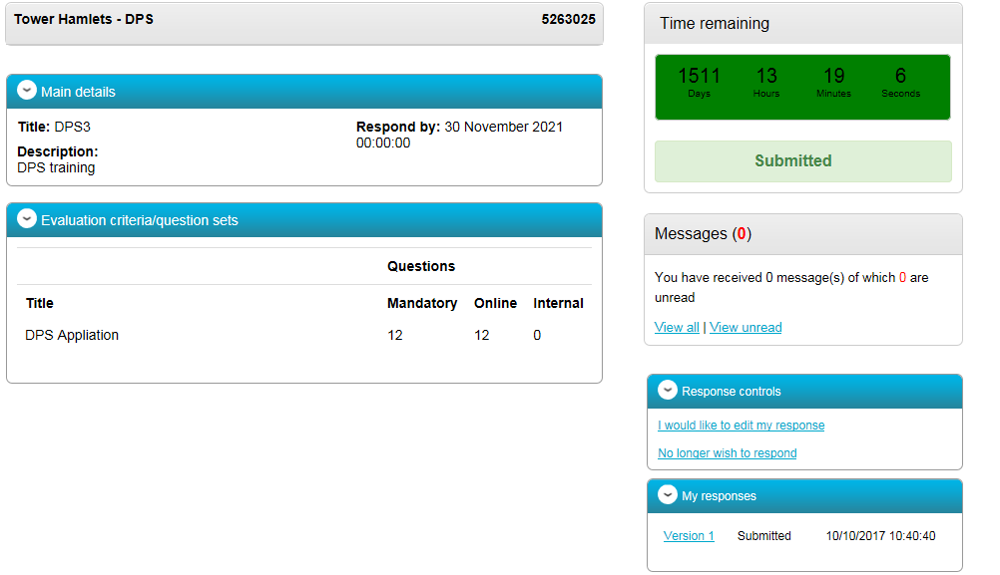 Tower Hamlets - DPS 5263025
Main details
Title: DPS3
Respond by: 30 November 2021
00:00:00
Description:
DPS training
Evaluation criteria/question sets
Questions
Title Mandatory Online Internal
DPS Appliation 12 12 0
Time remaining
1511 13 19 6
Days Hours Minutes Seconds
Submitted
Messages (0)
You have received 0 message(s) of which 0 are
unread
View all | View unread
Response controls
I would like to edit my response
No longer wish to respond
My responses
Version 1 Submitted 10/10/2017 10:40:40